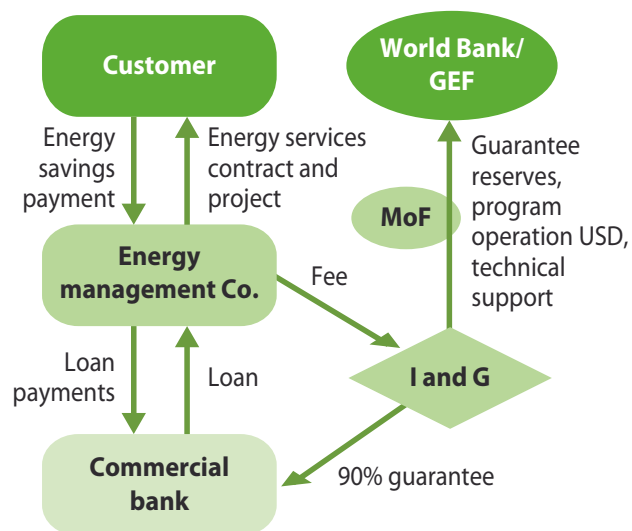 Customer
World Bank/
GEF
Energy
savings
payment
Energy services
contract and
project
Guarantee
reserves,
program
operation USD,
technical
support
MoF
Energy
management Co.
Fee
Loan
payments
Loan
I and G
Commercial
bank
90% guarantee